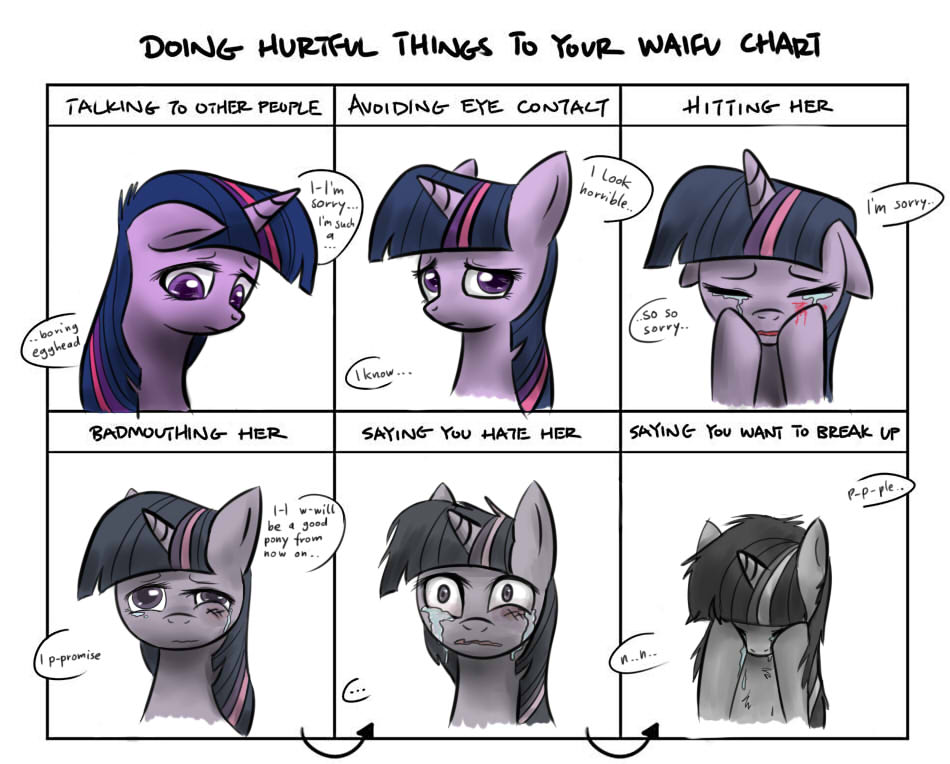 DOING HURTFUL THINGS TO YOUR WAIFU CHART
TALKING TO OTHER PEOPLE
I-I'm
sorry...
I'm such
a
...
..boring
egghead
AVOIDING EYE CONTACT
I look
horrible..
I know...
HITTING HER
I'm sorry..
..so so
sorry..
BADMOUTHING HER
I-I w-will
be a good
pony from
now on..
I p-promise
SAYING YOU HATE HER
...
SAYING YOU WANT TO BREAK UP
P-P-ple..
n..n..